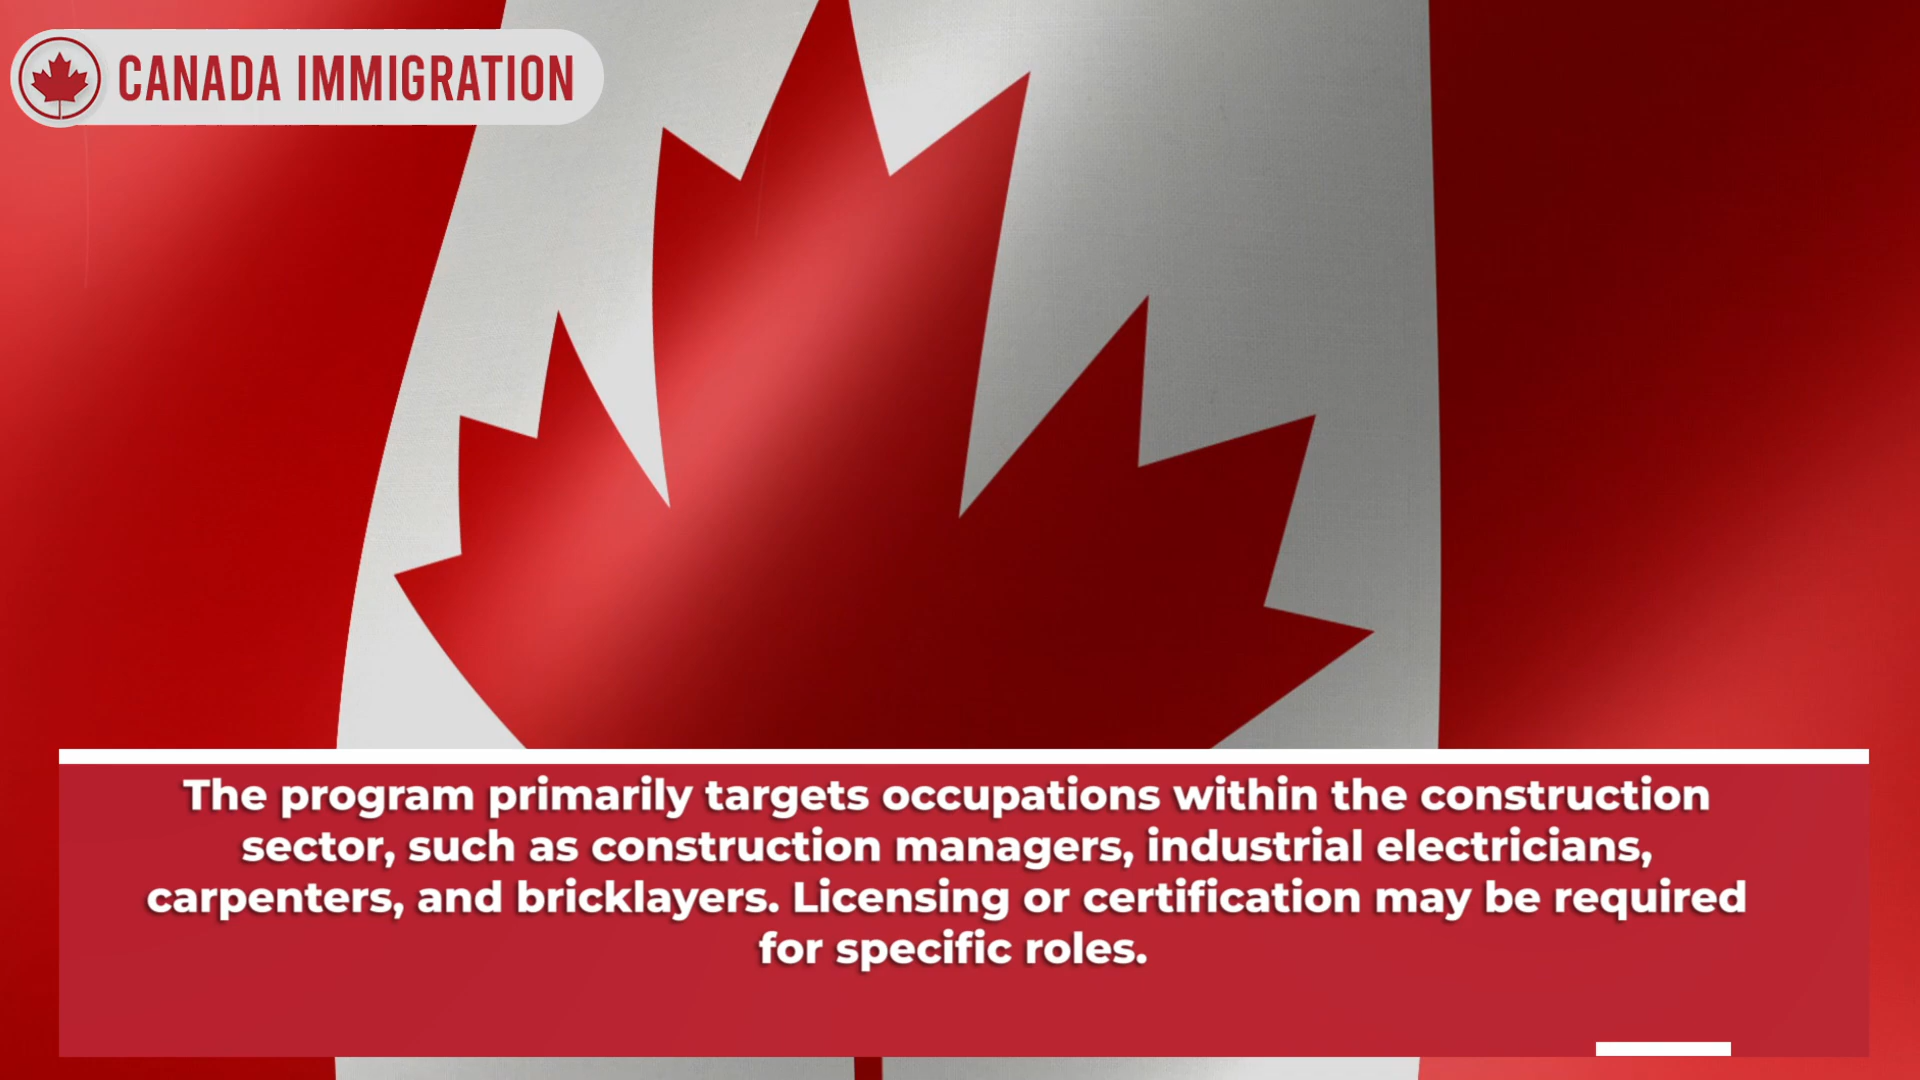 CANADA IMMIGRATION
The program primarily targets occupations within the construction
sector, such as construction managers, industrial electricians,
carpenters, and bricklayers. Licensing or certification may be required
for specific roles.